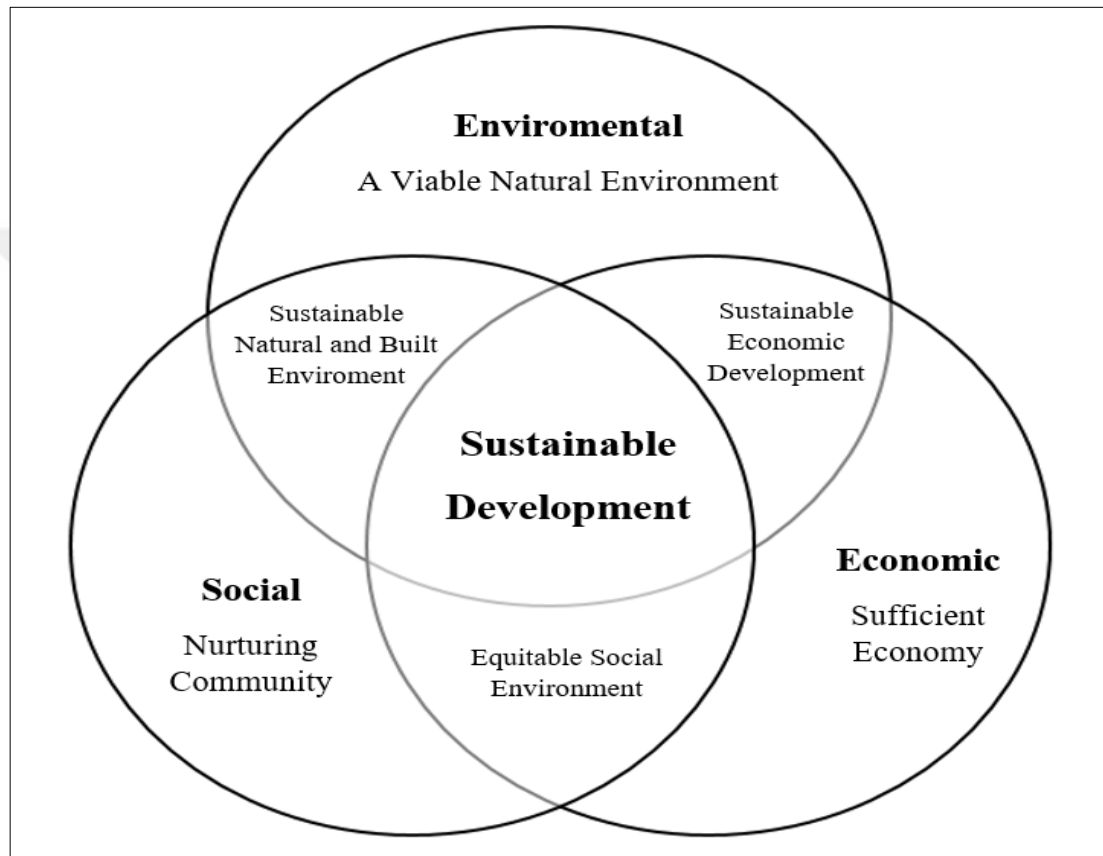 Enviromental
A Viable Natural Environment
Sustainable
Natural and Built
Enviroment
Sustainable
Economic
Development
Sustainable
Development
Social
Nurturing
Community
Economic
Sufficient
Economy
Equitable Social
Environment